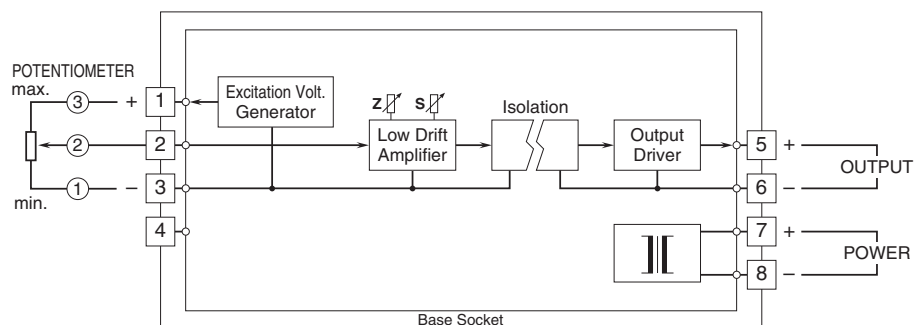 POTENTIOMETER
max.
3 + 1
Excitation Volt.
Generator
Z S
Isolation
2 2
Low Drift
Amplifier
Output
Driver
5 +
OUTPUT
1 – 3
6 –
min.
4
7 +
POWER
8 –
Base Socket